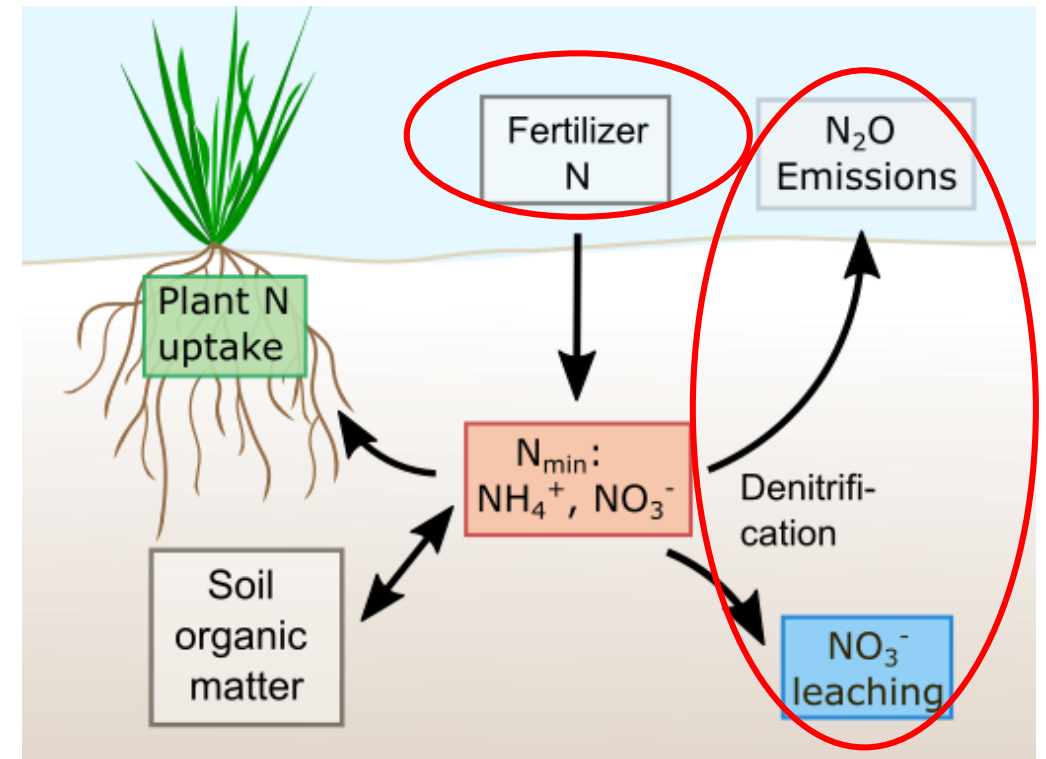 Fertilizer
N
N₂O
Emissions
Plant N
uptake
Nmin:
NH₄⁺, NO₃⁻
Denitrifi-
cation
Soil
organic
matter
NO₃⁻
leaching